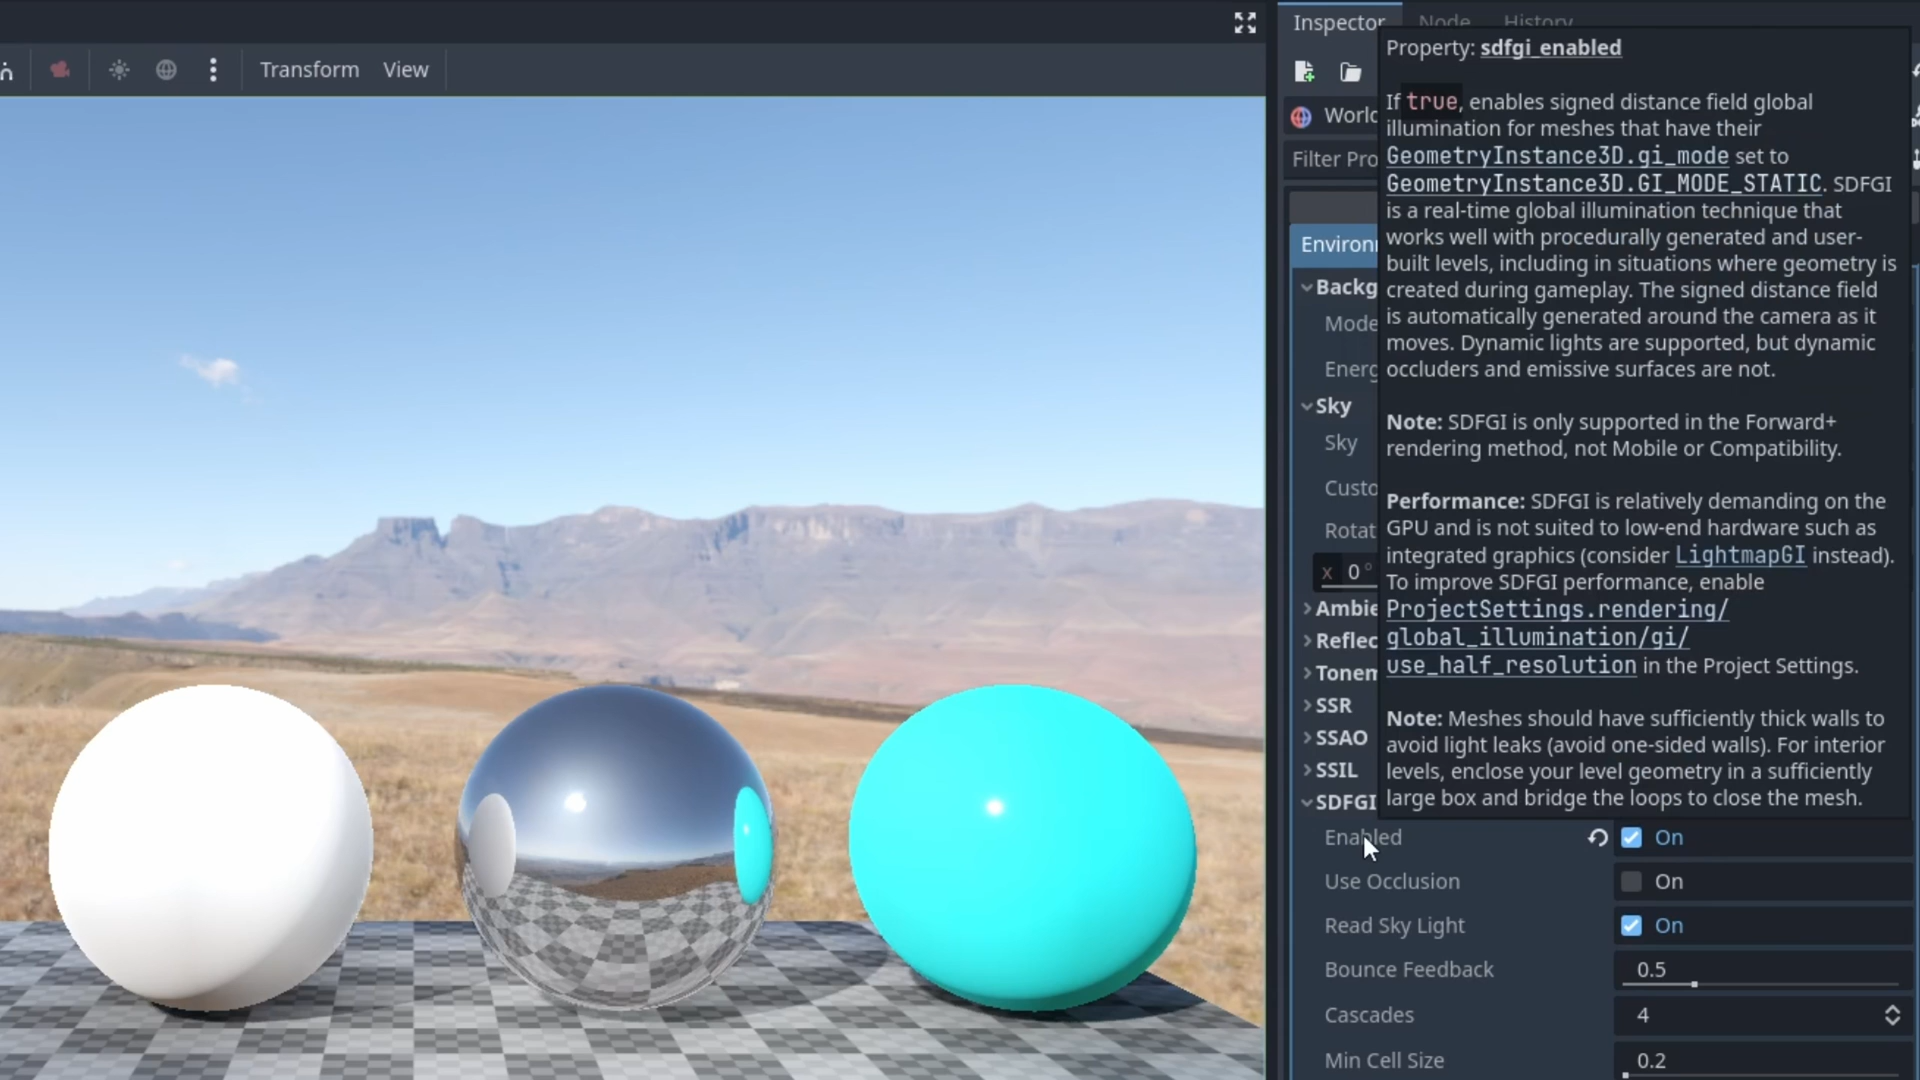 Transform View
Inspector Node History
Property: sdfgi_enabled
If true, enables signed distance field global
illumination for meshes that have their
GeometryInstance3D.gi_mode set to
GeometryInstance3D.GI_MODE_STATIC. SDFGI
is a real-time global illumination technique that
works well with procedurally generated and user-
built levels, including in situations where geometry is
created during gameplay. The signed distance field
is automatically generated around the camera as it
moves. Dynamic lights are supported, but dynamic
occluders and emissive surfaces are not.
Note: SDFGI is only supported in the Forward+
rendering method, not Mobile or Compatibility.
Performance: SDFGI is relatively demanding on the
GPU and is not suited to low-end hardware such as
integrated graphics (consider LightmapGI instead).
To improve SDFGI performance, enable
ProjectSettings.rendering/
global_illumination/gi/
use_half_resolution in the Project Settings.
Note: Meshes should have sufficiently thick walls to
avoid light leaks (avoid one-sided walls). For interior
levels, enclose your level geometry in a sufficiently
large box and bridge the loops to close the mesh.
World
Filter Pro
Environ
Backg
Mode
Energ
Sky
Sky
Custo
Rotat
x 0 °
Ambie
Reflec
Tonem
SSR
SSAO
SSIL
SDFGI
Enabled On
Use Occlusion On
Read Sky Light On
Bounce Feedback 0.5
Cascades 4
Min Cell Size 0.2